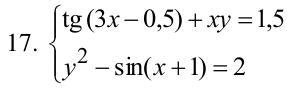 17. { tg (3x − 0,5) + xy = 1,5
y² − sin(x + 1) = 2